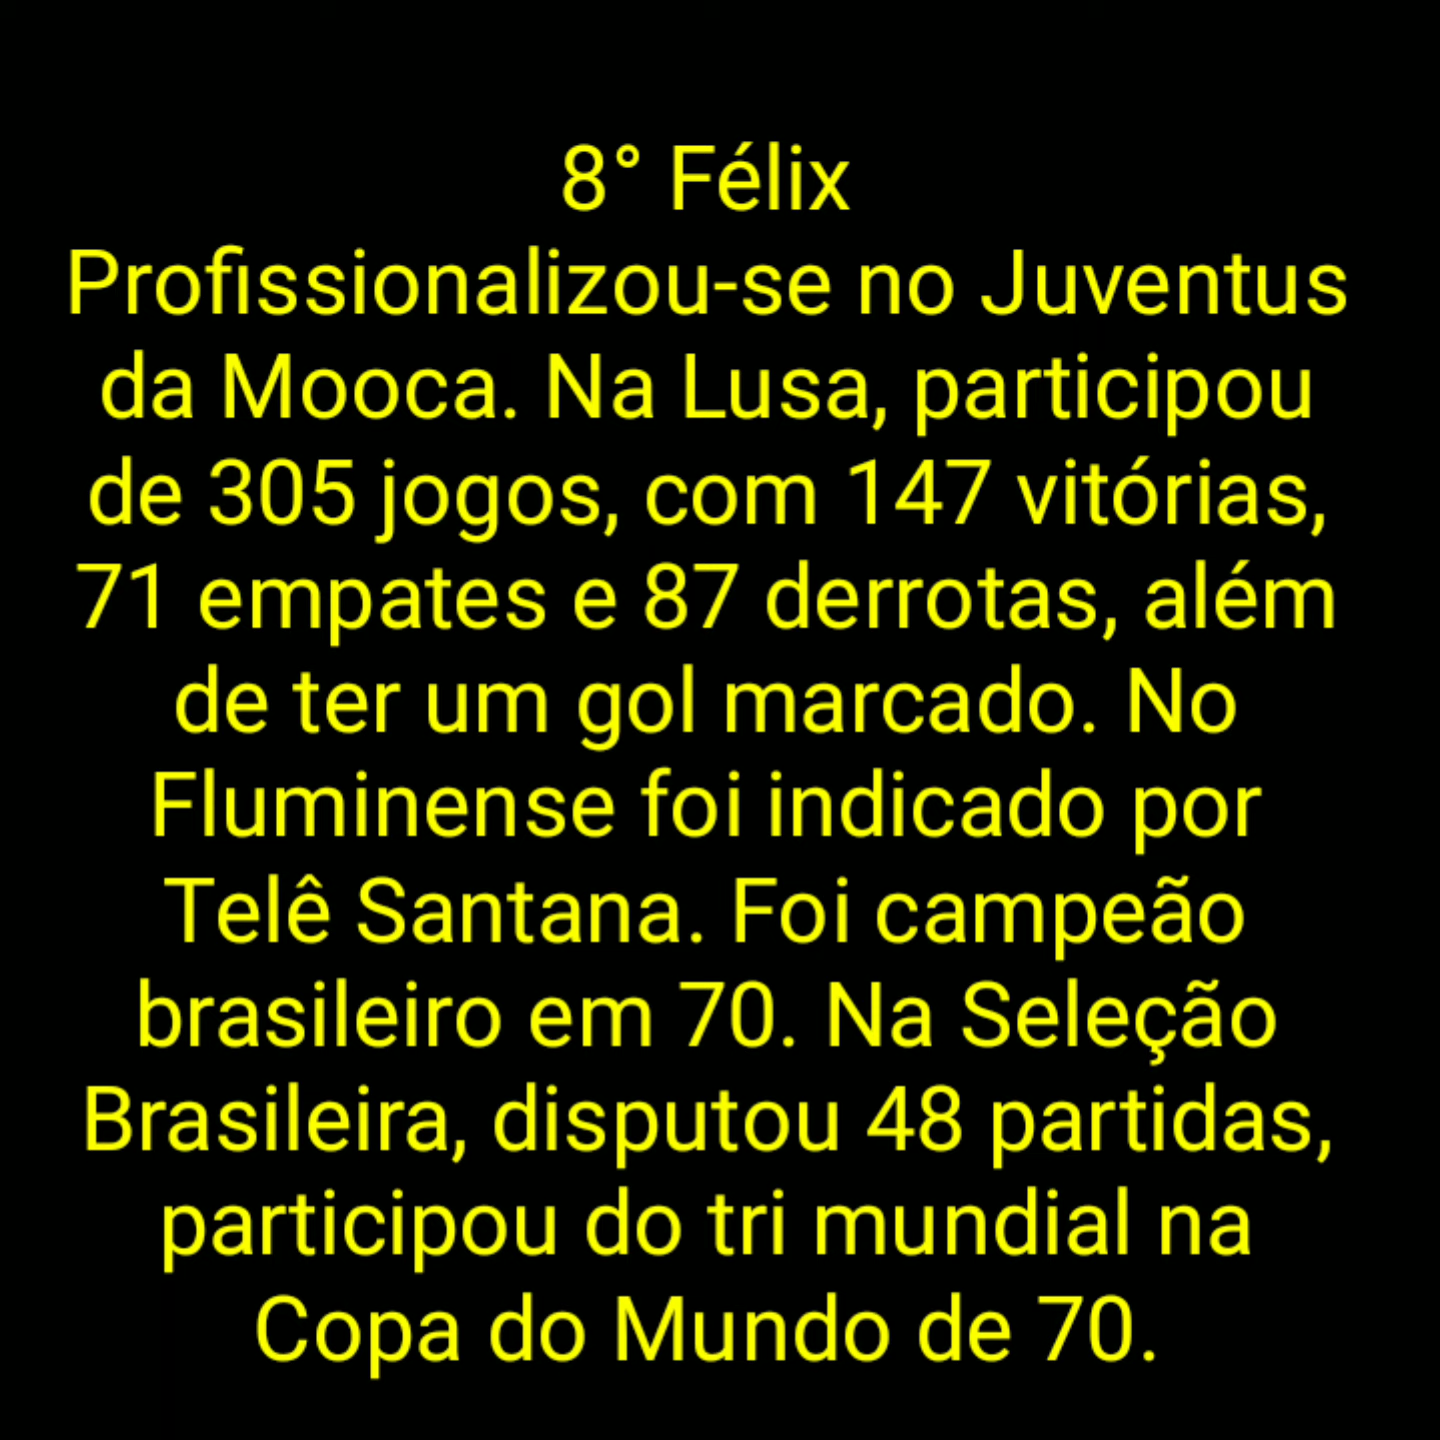 8° Félix
Profissionalizou-se no Juventus
da Mooca. Na Lusa, participou
de 305 jogos, com 147 vitórias,
71 empates e 87 derrotas, além
de ter um gol marcado. No
Fluminense foi indicado por
Telê Santana. Foi campeão
brasileiro em 70. Na Seleção
Brasileira, disputou 48 partidas,
participou do tri mundial na
Copa do Mundo de 70.